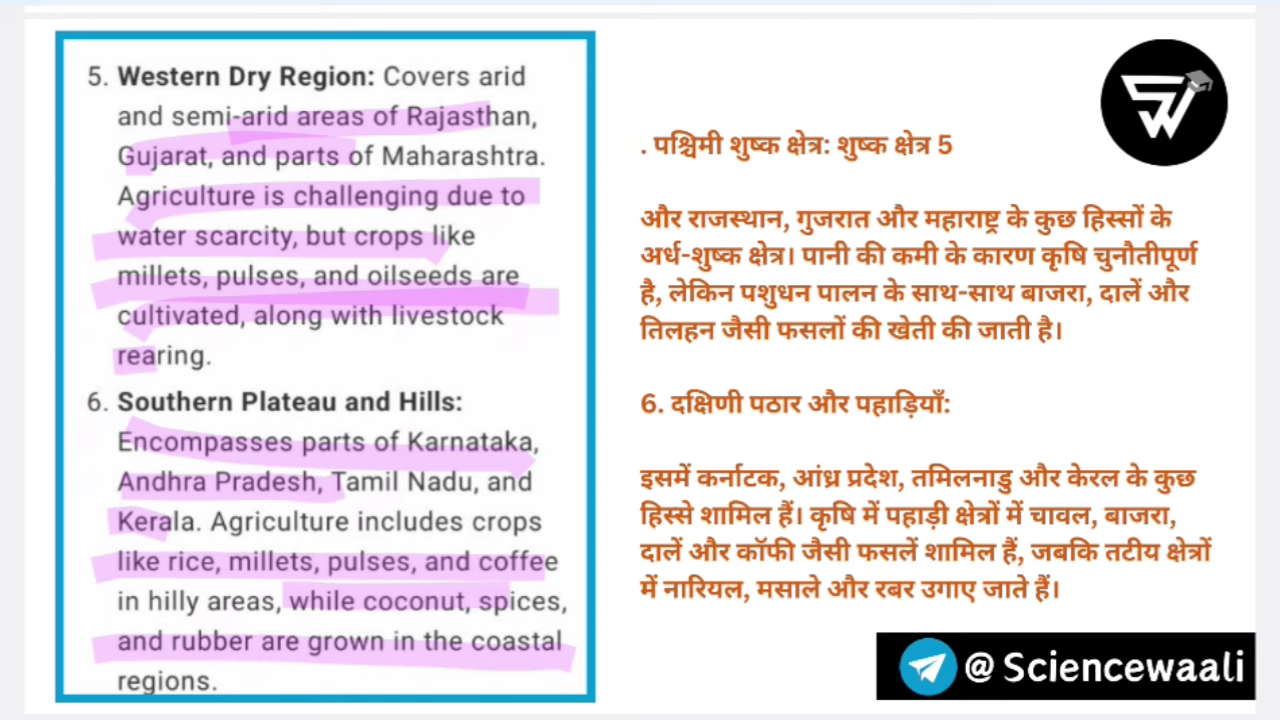 5. Western Dry Region: Covers arid
and semi-arid areas of Rajasthan,
Gujarat, and parts of Maharashtra.
Agriculture is challenging due to
water scarcity, but crops like
millets, pulses, and oilseeds are
cultivated, along with livestock
rearing.
6. Southern Plateau and Hills:
Encompasses parts of Karnataka,
Andhra Pradesh, Tamil Nadu, and
Kerala. Agriculture includes crops
like rice, millets, pulses, and coffee
in hilly areas, while coconut, spices,
and rubber are grown in the coastal
regions.
. पश्चिमी शुष्क क्षेत्र: शुष्क क्षेत्र 5
और राजस्थान, गुजरात और महाराष्ट्र के कुछ हिस्सों के
अर्ध-शुष्क क्षेत्र। पानी की कमी के कारण कृषि चुनौतीपूर्ण
है, लेकिन पशुधन पालन के साथ-साथ बाजरा, दालें और
तिलहन जैसी फसलों की खेती की जाती है।
6. दक्षिणी पठार और पहाड़ियाँ:
इसमें कर्नाटक, आंध्र प्रदेश, तमिलनाडु और केरल के कुछ
हिस्से शामिल हैं। कृषि में पहाड़ी क्षेत्रों में चावल, बाजरा,
दालें और कॉफी जैसी फसलें शामिल हैं, जबकि तटीय क्षेत्रों
में नारियल, मसाले और रबर उगाए जाते हैं।
SW
@ Sciencewaali